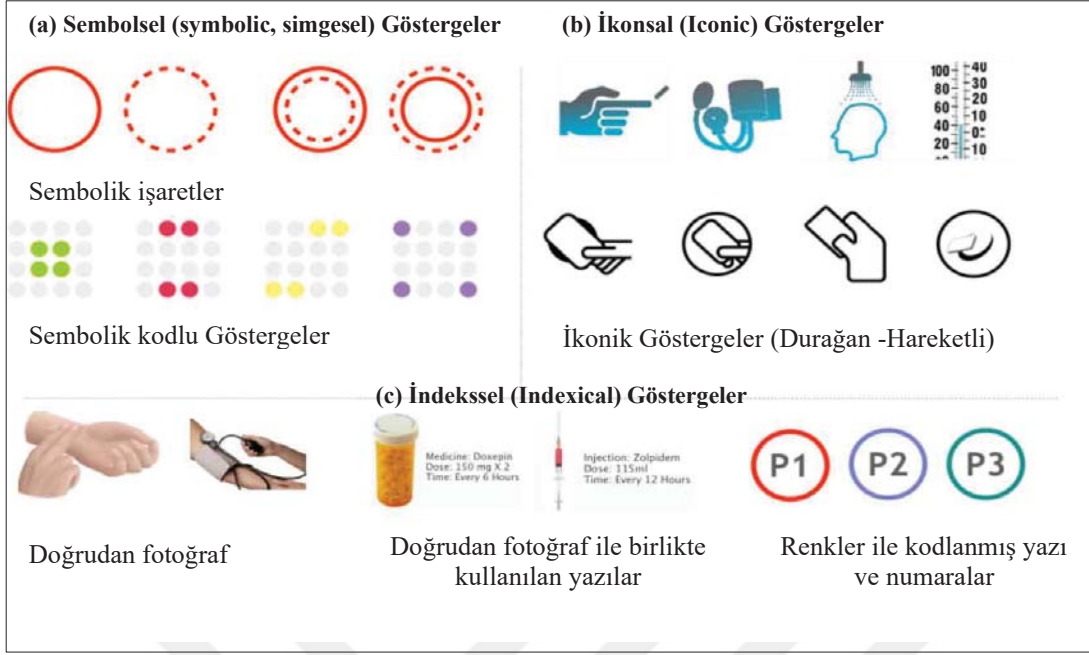 (a) Sembolsel (symbolic, simgesel) Göstergeler
(b) İkonsal (Iconic) Göstergeler
100 40
80 30
60 20
40 10
20 0
10
Sembolik işaretler
Sembolik kodlu Göstergeler
İkonik Göstergeler (Durağan -Hareketli)
(c) İndekssel (Indexical) Göstergeler
Medicine: Doxepin
Dose: 150 mg X 2
Time: Every 6 Hours
Injection: Zolpidem
Dose: 115ml
Time: Every 12 Hours
P1 P2 P3
Doğrudan fotoğraf
Doğrudan fotoğraf ile birlikte
kullanılan yazılar
Renkler ile kodlanmış yazı
ve numaralar